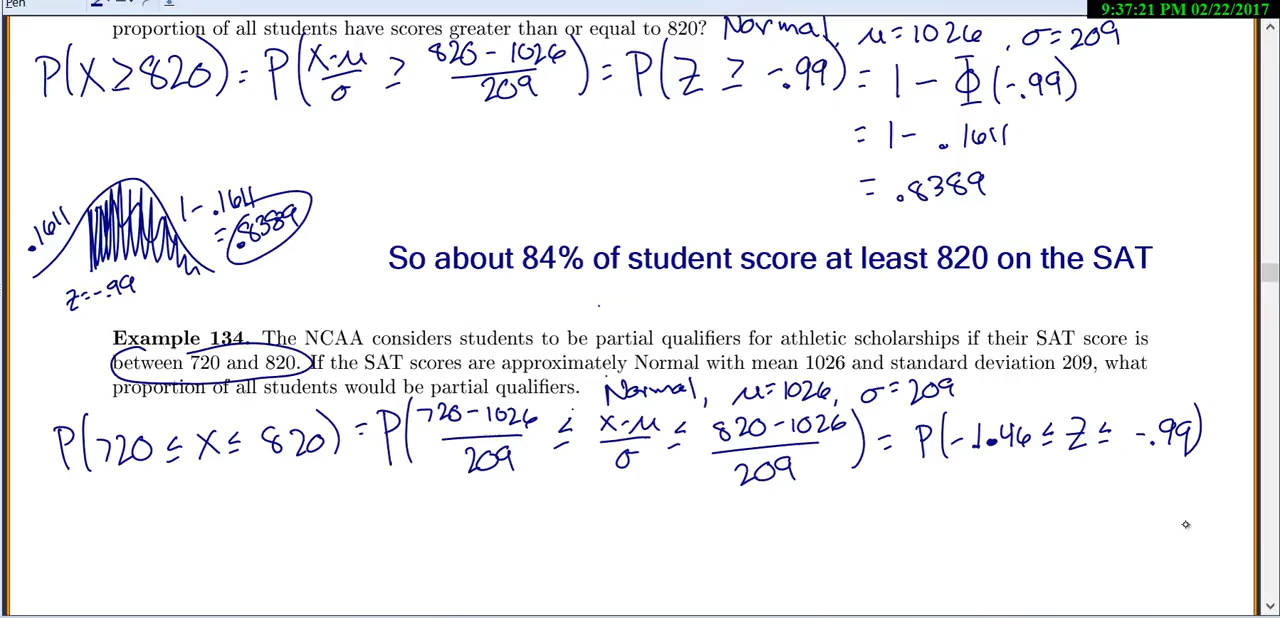 Pen
9:37:21 PM 02/22/2017
proportion of all students have scores greater than or equal to 820? Normal, μ=1026, σ=209
P(X≥820) = P(X-μ/σ ≥ 820-1026/209) = P(Z ≥ -.99) = 1 - Φ(-.99)
= 1 - .1611
= .8389
.1611
1-.1611
= .8389
z=-.99
So about 84% of student score at least 820 on the SAT
Example 134. The NCAA considers students to be partial qualifiers for athletic scholarships if their SAT score is
between 720 and 820. If the SAT scores are approximately Normal with mean 1026 and standard deviation 209, what
proportion of all students would be partial qualifiers. Normal, μ=1026, σ=209
P(720 ≤ X ≤ 820) = P(720-1026/209 ≤ X-μ/σ ≤ 820-1026/209) = P(-1.46 ≤ Z ≤ -.99)